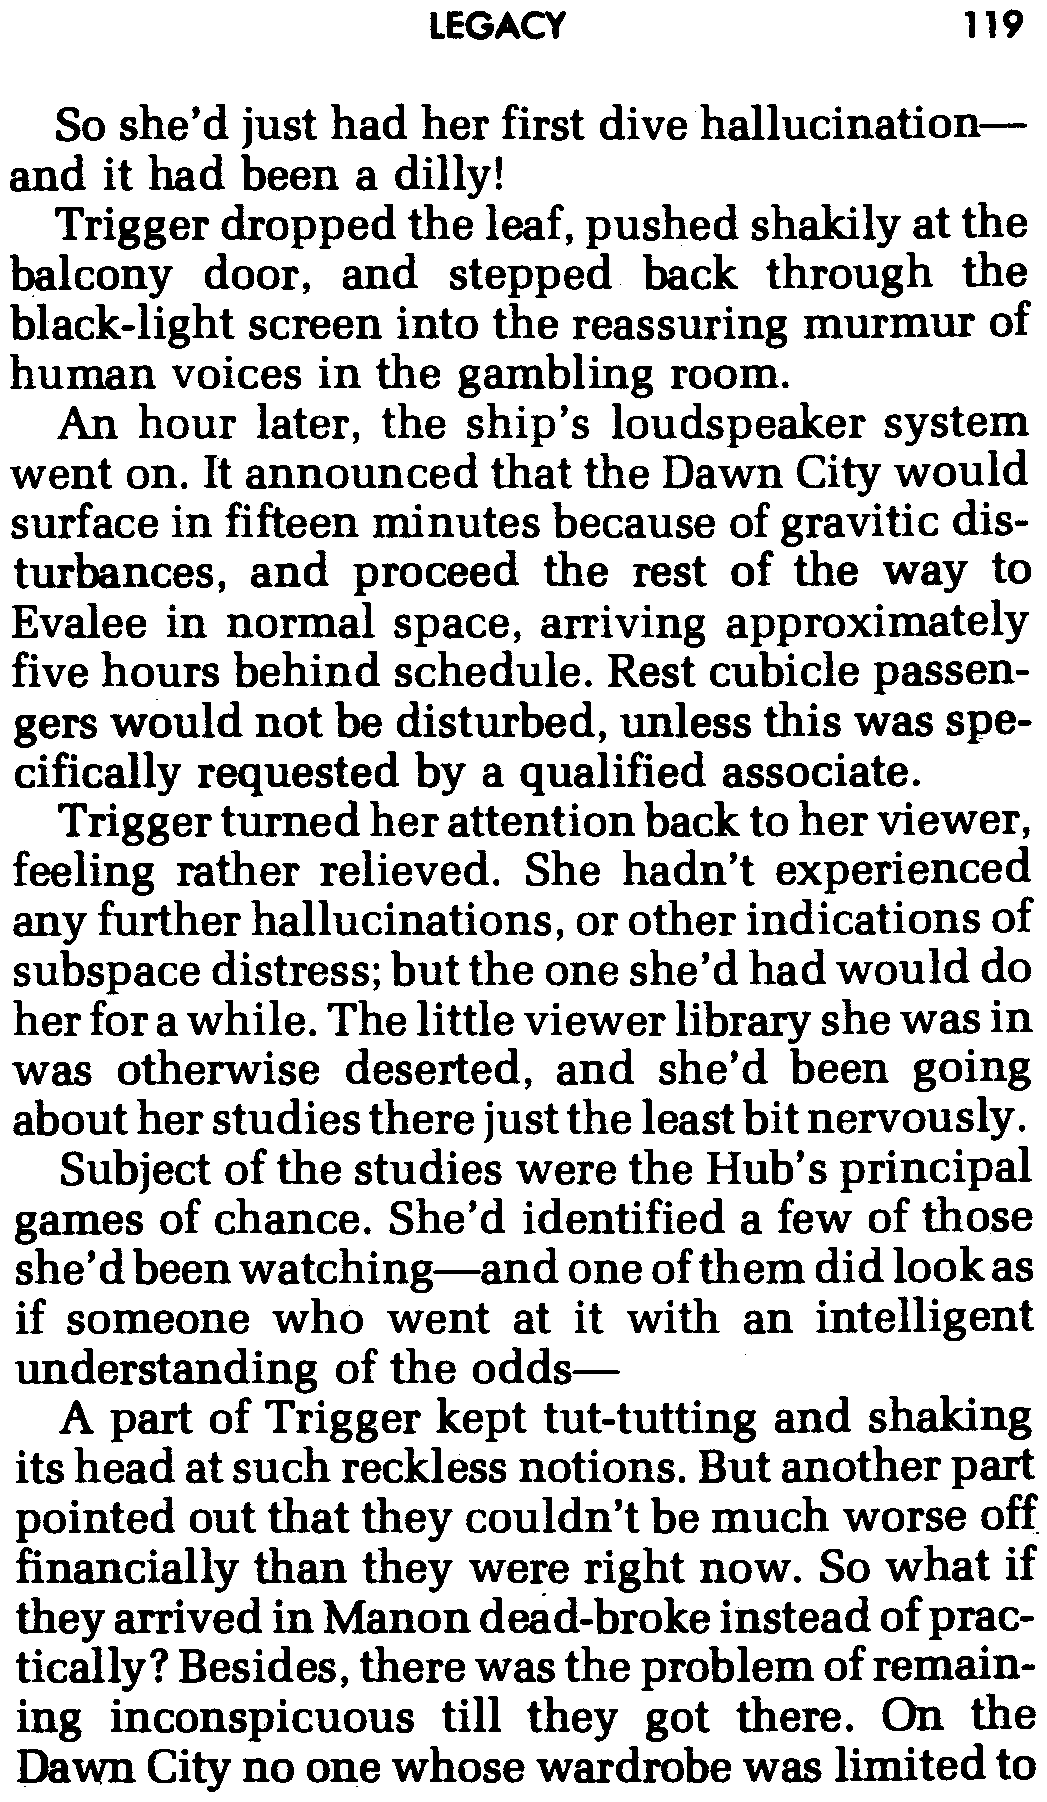 LEGACY 119
So she'd just had her first dive hallucination—
and it had been a dilly!
Trigger dropped the leaf, pushed shakily at the
balcony door, and stepped back through the
black-light screen into the reassuring murmur of
human voices in the gambling room.
An hour later, the ship's loudspeaker system
went on. It announced that the Dawn City would
surface in fifteen minutes because of gravitic dis-
turbances, and proceed the rest of the way to
Evalee in normal space, arriving approximately
five hours behind schedule. Rest cubicle passen-
gers would not be disturbed, unless this was spe-
cifically requested by a qualified associate.
Trigger turned her attention back to her viewer,
feeling rather relieved. She hadn't experienced
any further hallucinations, or other indications of
subspace distress; but the one she'd had would do
her for a while. The little viewer library she was in
was otherwise deserted, and she'd been going
about her studies there just the least bit nervously.
Subject of the studies were the Hub's principal
games of chance. She'd identified a few of those
she'd been watching—and one of them did look as
if someone who went at it with an intelligent
understanding of the odds—
A part of Trigger kept tut-tutting and shaking
its head at such reckless notions. But another part
pointed out that they couldn't be much worse off
financially than they were right now. So what if
they arrived in Manon dead-broke instead of prac-
tically? Besides, there was the problem of remain-
ing inconspicuous till they got there. On the
Dawn City no one whose wardrobe was limited to